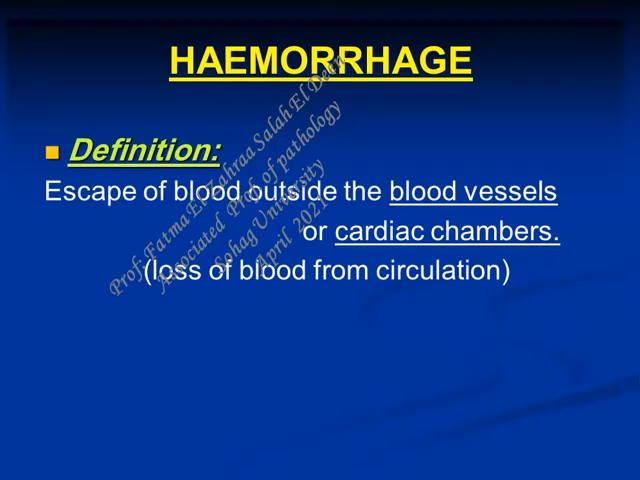 HAEMORRHAGE
Definition:
Escape of blood outside the blood vessels
or cardiac chambers.
(loss of blood from circulation)
Prof. Fatma El Zahraa Salah El Deen
Associated Prof. of pathology
Sohag University
April 2021